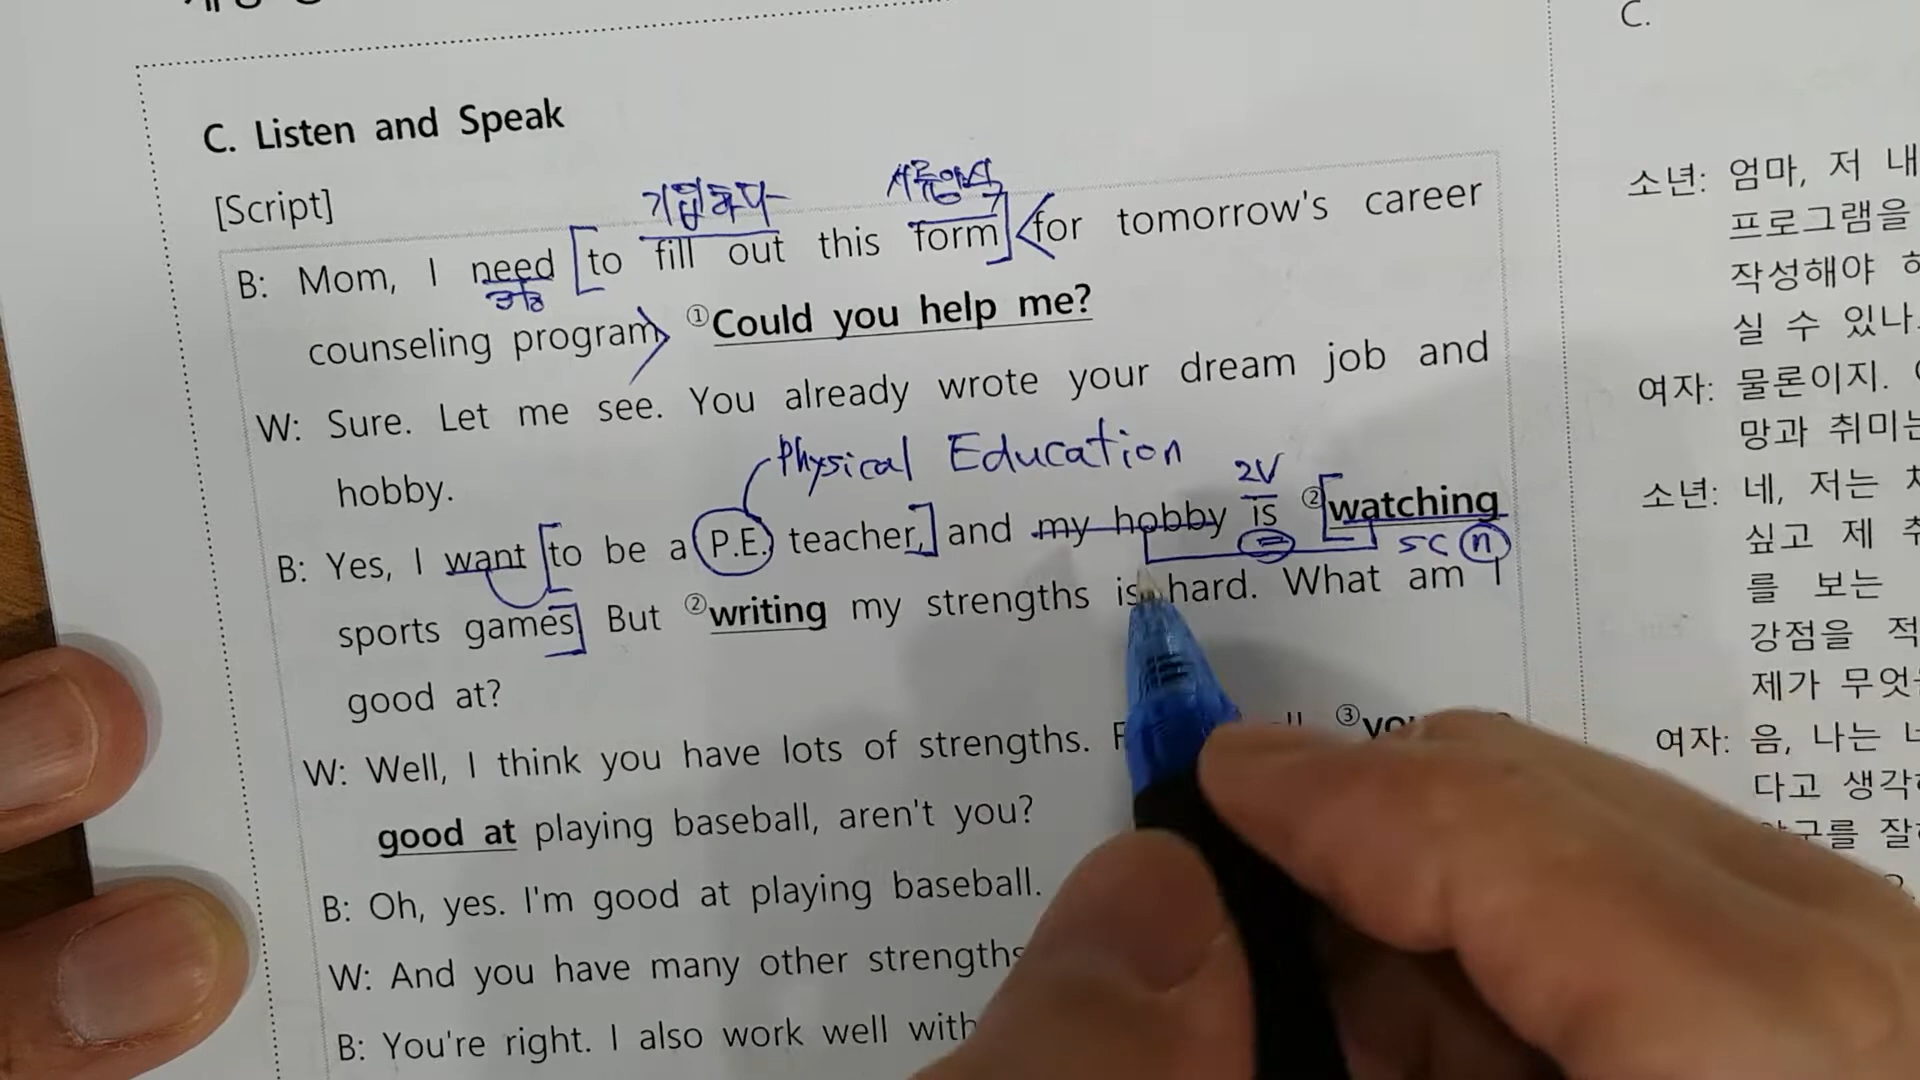 C.
C. Listen and Speak
[Script]
기입하다
서류양식
B: Mom, I need [to fill out this form] <for tomorrow's career
counseling program> ①Could you help me?
W: Sure. Let me see. You already wrote your dream job and
hobby.
Physical Education
2V
B: Yes, I want [to be a P.E. teacher,] and my hobby is ②[watching
= SC n
sports games] But ②writing my strengths is hard. What am I
good at?
W: Well, I think you have lots of strengths.
③
good at playing baseball, aren't you?
B: Oh, yes. I'm good at playing baseball.
W: And you have many other strengths
B: You're right. I also work well with
소년: 엄마, 저 내
프로그램을
작성해야
실 수 있나
여자: 물론이지.
망과 취미는
소년: 네, 저는
싶고 제
를 보는
강점을 적
제가 무엇
여자: 음, 나는
다고 생각